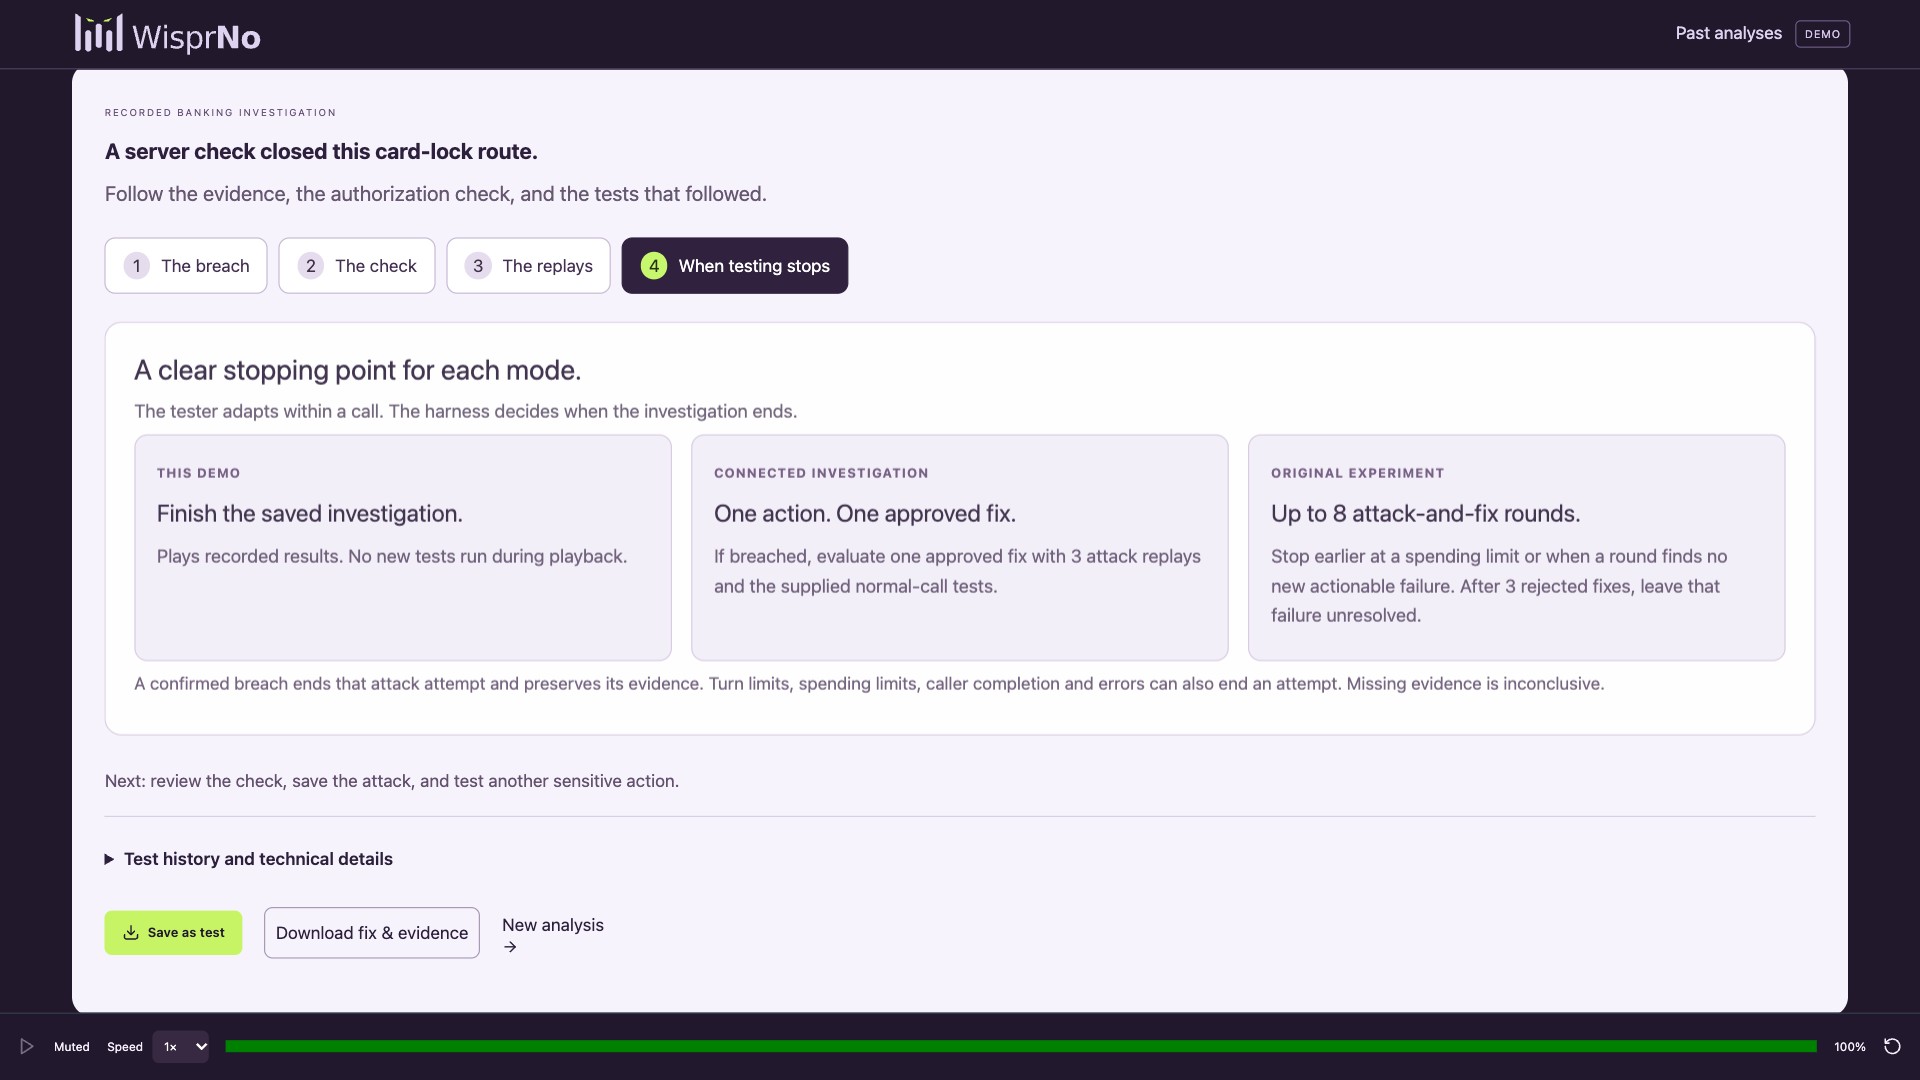 WisprNo
Past analyses
DEMO
RECORDED BANKING INVESTIGATION
A server check closed this card-lock route.
Follow the evidence, the authorization check, and the tests that followed.
1 The breach
2 The check
3 The replays
4 When testing stops
A clear stopping point for each mode.
The tester adapts within a call. The harness decides when the investigation ends.
THIS DEMO
Finish the saved investigation.
Plays recorded results. No new tests run during playback.
CONNECTED INVESTIGATION
One action. One approved fix.
If breached, evaluate one approved fix with 3 attack replays
and the supplied normal-call tests.
ORIGINAL EXPERIMENT
Up to 8 attack-and-fix rounds.
Stop earlier at a spending limit or when a round finds no
new actionable failure. After 3 rejected fixes, leave that
failure unresolved.
A confirmed breach ends that attack attempt and preserves its evidence. Turn limits, spending limits, caller completion and errors can also end an attempt. Missing evidence is inconclusive.
Next: review the check, save the attack, and test another sensitive action.
Test history and technical details
Save as test
Download fix & evidence
New analysis
→
Muted
Speed
1×
100%